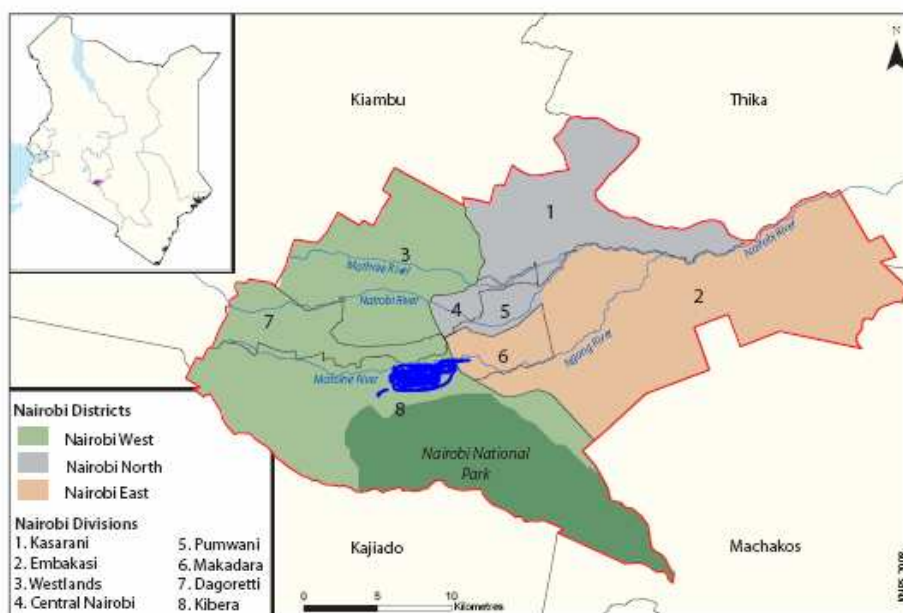 N
Kiambu
Thika
1
3
Mathree River
Nairobi River
2
Nairobi River
4
5
7
6
Ngong River
Motoine River
8
Nairobi National
Park
Nairobi Districts
Nairobi West
Nairobi North
Nairobi East
Nairobi Divisions
1. Kasarani
2. Embakasi
3. Westlands
4. Central Nairobi
5. Pumwani
6. Makadara
7. Dagoretti
8. Kibera
Kajiado
Machakos
0 5 10
Kilometres